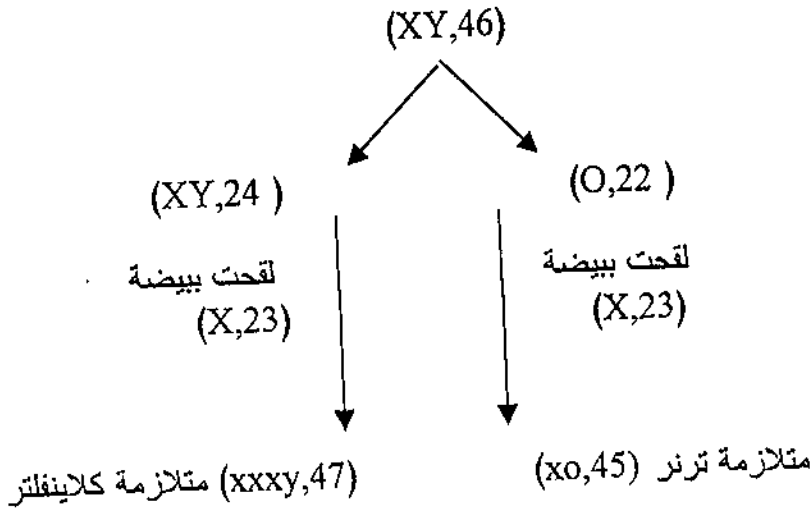 (XY,46)
(XY,24 )
(O,22 )
لقحت ببيضة
(X,23)
لقحت ببيضة
(X,23)
متلازمة ترنر (xo,45)
(xxxy,47) متلازمة كلاينفلتر